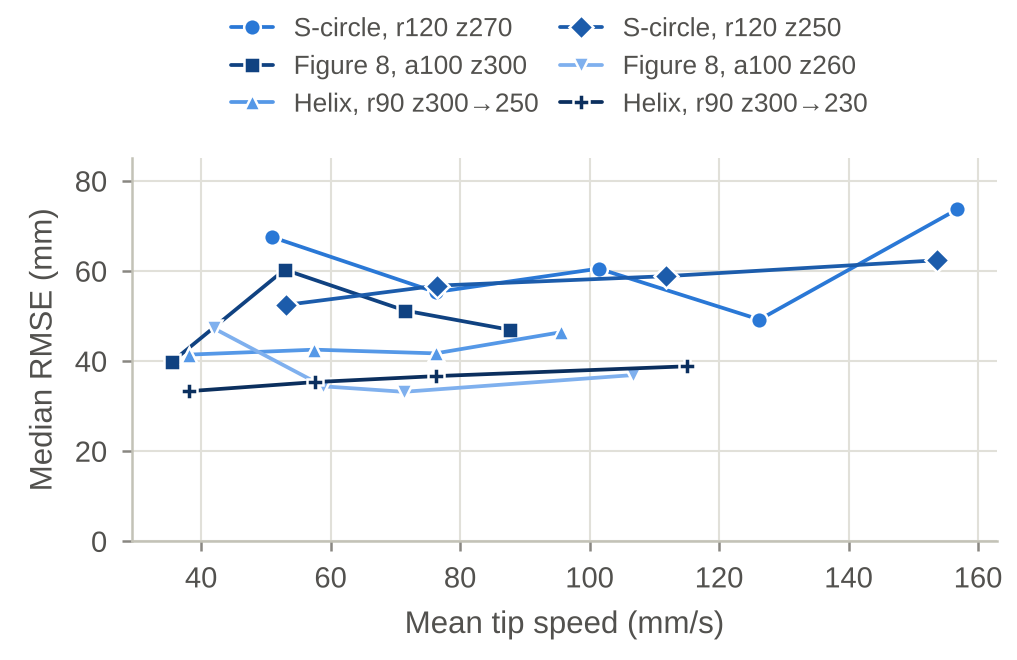 S-circle, r120 z270
S-circle, r120 z250
Figure 8, a100 z300
Figure 8, a100 z260
Helix, r90 z300→250
Helix, r90 z300→230
80
60
40
20
0
Median RMSE (mm)
40 60 80 100 120 140 160
Mean tip speed (mm/s)